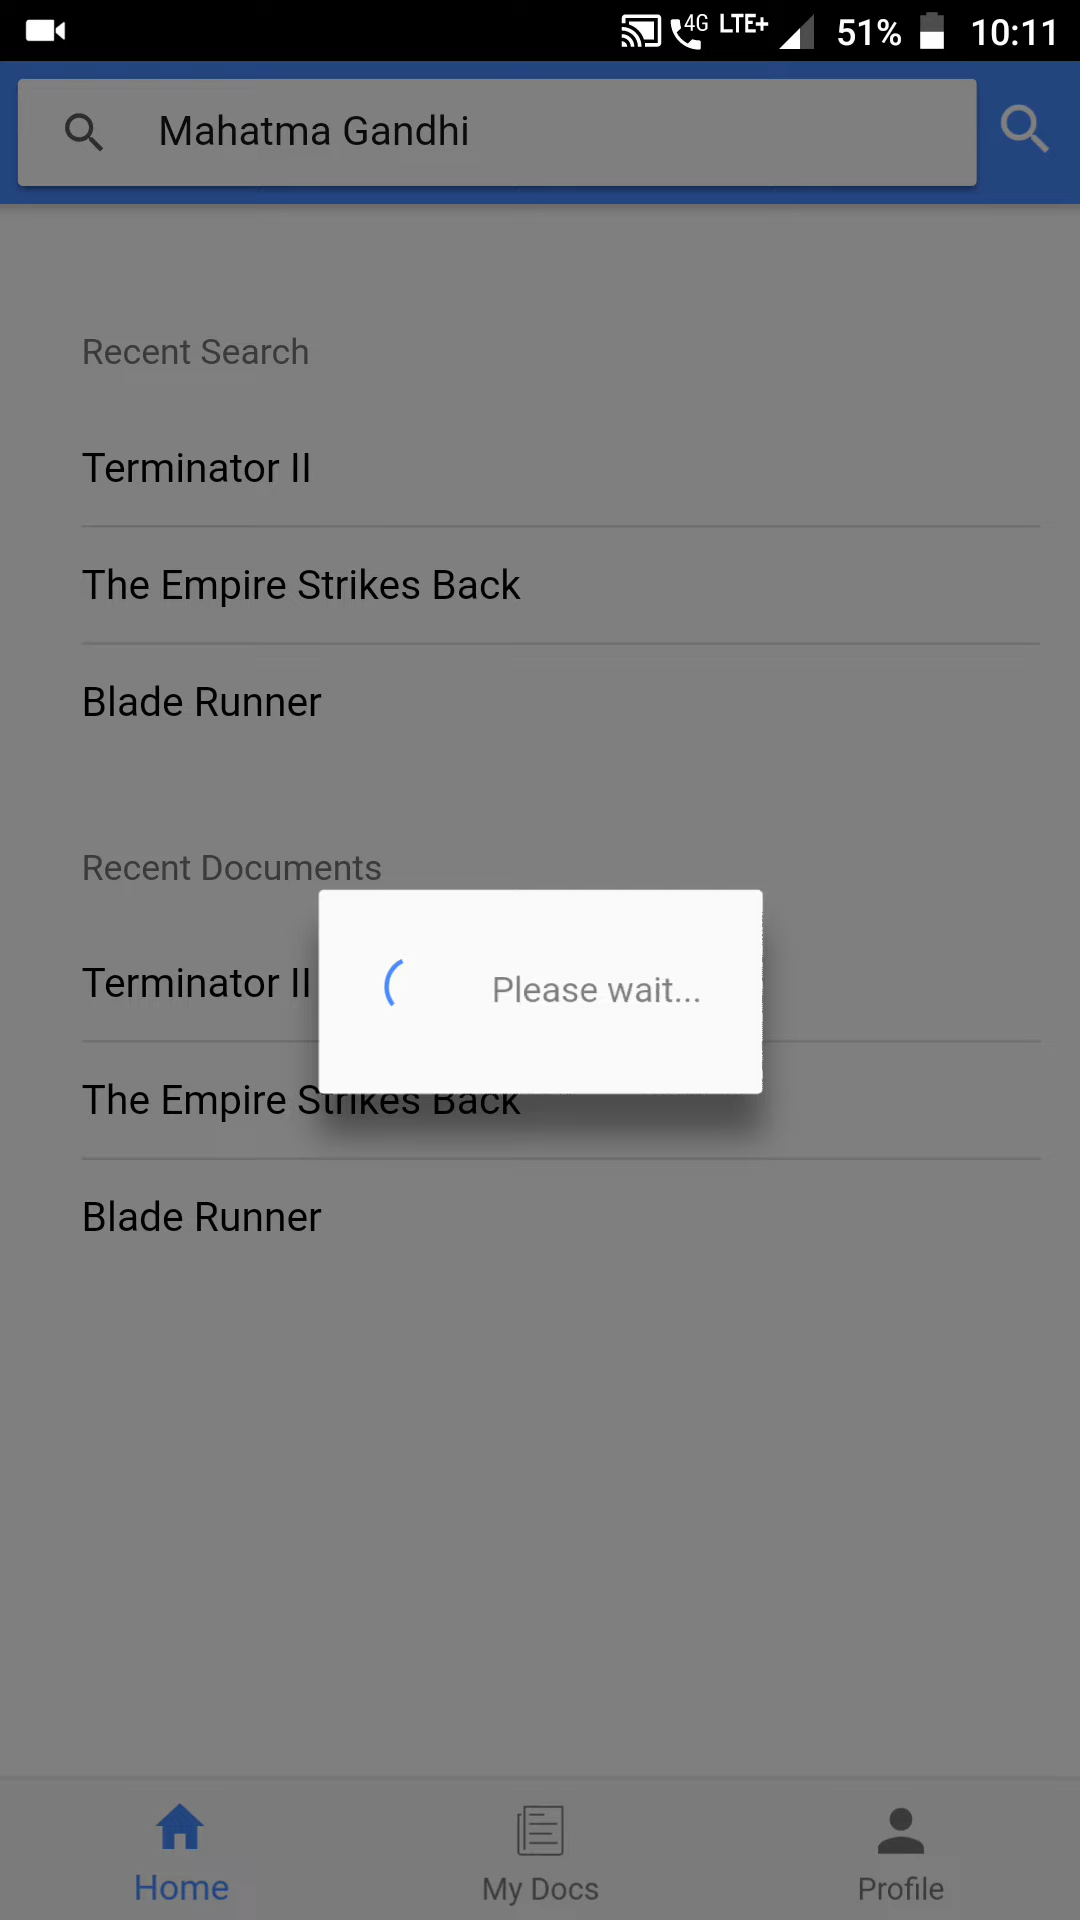 4G LTE+ 51% 10:11
Mahatma Gandhi
Recent Search
Terminator II
The Empire Strikes Back
Blade Runner
Recent Documents
Terminator II
Please wait...
The Empire Strikes Back
Blade Runner
Home My Docs Profile